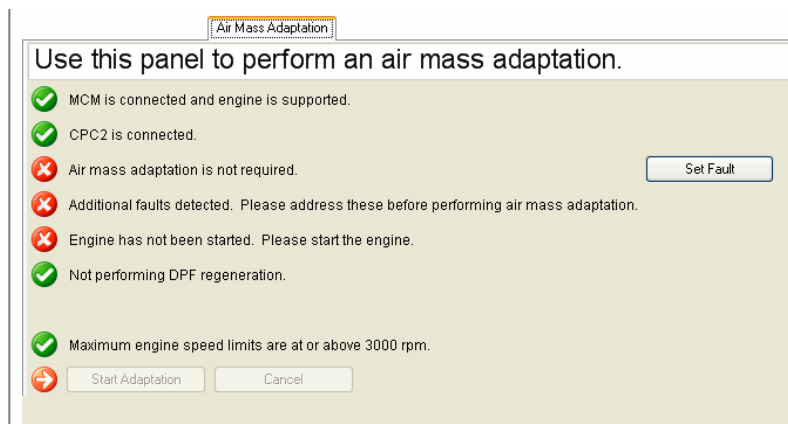 Air Mass Adaptation
Use this panel to perform an air mass adaptation.
MCM is connected and engine is supported.
CPC2 is connected.
Air mass adaptation is not required.
Set Fault
Additional faults detected. Please address these before performing air mass adaptation.
Engine has not been started. Please start the engine.
Not performing DPF regeneration.
Maximum engine speed limits are at or above 3000 rpm.
Start Adaptation
Cancel